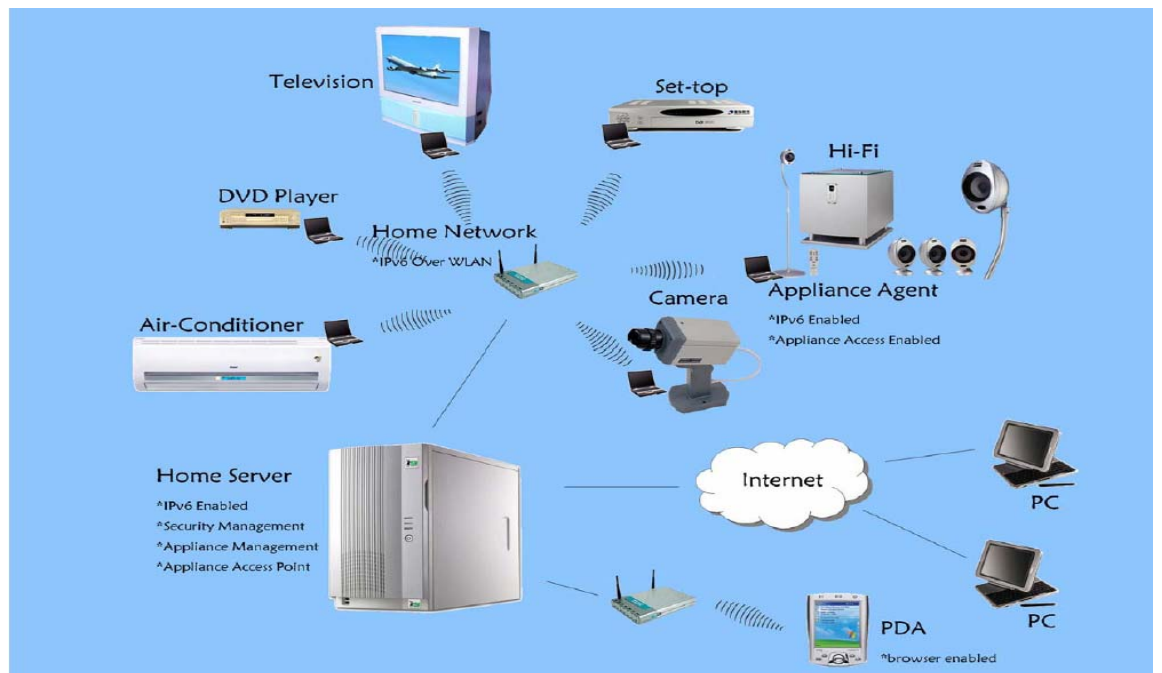 Television
Set-top
Hi-Fi
DVD Player
Home Network
^IPv6 Over WLAN
Camera
Appliance Agent
^IPv6 Enabled
^Appliance Access Enabled
Air-Conditioner
Home Server
^IPv6 Enabled
^Security Management
^Appliance Management
^Appliance Access Point
Internet
PC
PC
PDA
^browser enabled